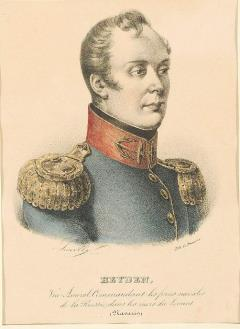 HEYDEN,
Vice Amiral, Commandant les forces navales
de la Russie, dans les mers du Levant
(Navarin)